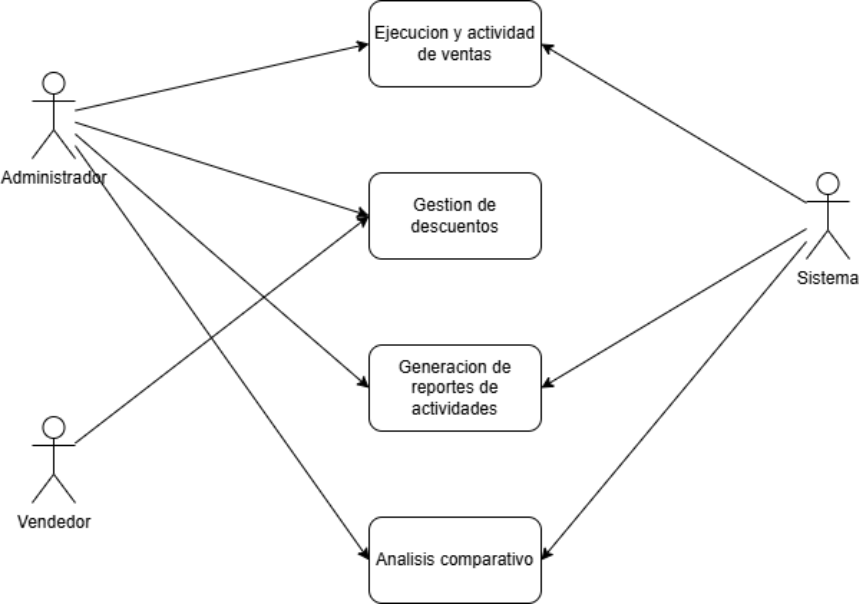 Ejecucion y actividad
de ventas
Administrador
Gestion de
descuentos
Sistema
Generacion de
reportes de
actividades
Vendedor
Analisis comparativo